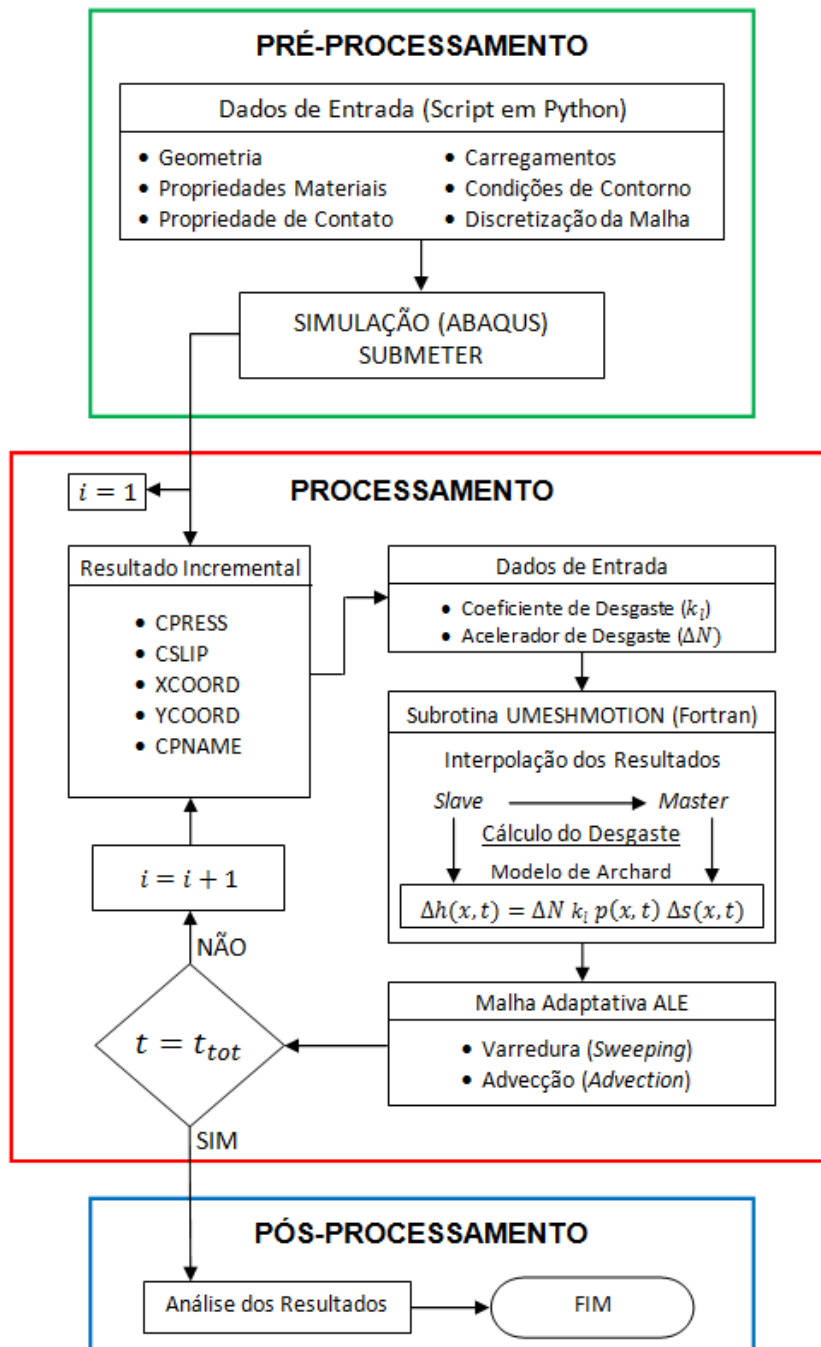 PRÉ-PROCESSAMENTO
Dados de Entrada (Script em Python)
• Geometria
• Propriedades Materiais
• Propriedade de Contato
• Carregamentos
• Condições de Contorno
• Discretização da Malha
SIMULAÇÃO (ABAQUS)
SUBMETER
PROCESSAMENTO
i = 1
Resultado Incremental
• CPRESS
• CSLIP
• XCOORD
• YCOORD
• CPNAME
Dados de Entrada
• Coeficiente de Desgaste (k_l)
• Acelerador de Desgaste (ΔN)
Subrotina UMESHMOTION (Fortran)
Interpolação dos Resultados
Slave Master
Cálculo do Desgaste
Modelo de Archard
Δh(x, t) = ΔN k_l p(x, t) Δs(x, t)
Malha Adaptativa ALE
• Varredura (Sweeping)
• Advecção (Advection)
i = i + 1
NÃO
t = t_tot
SIM
PÓS-PROCESSAMENTO
Análise dos Resultados
FIM